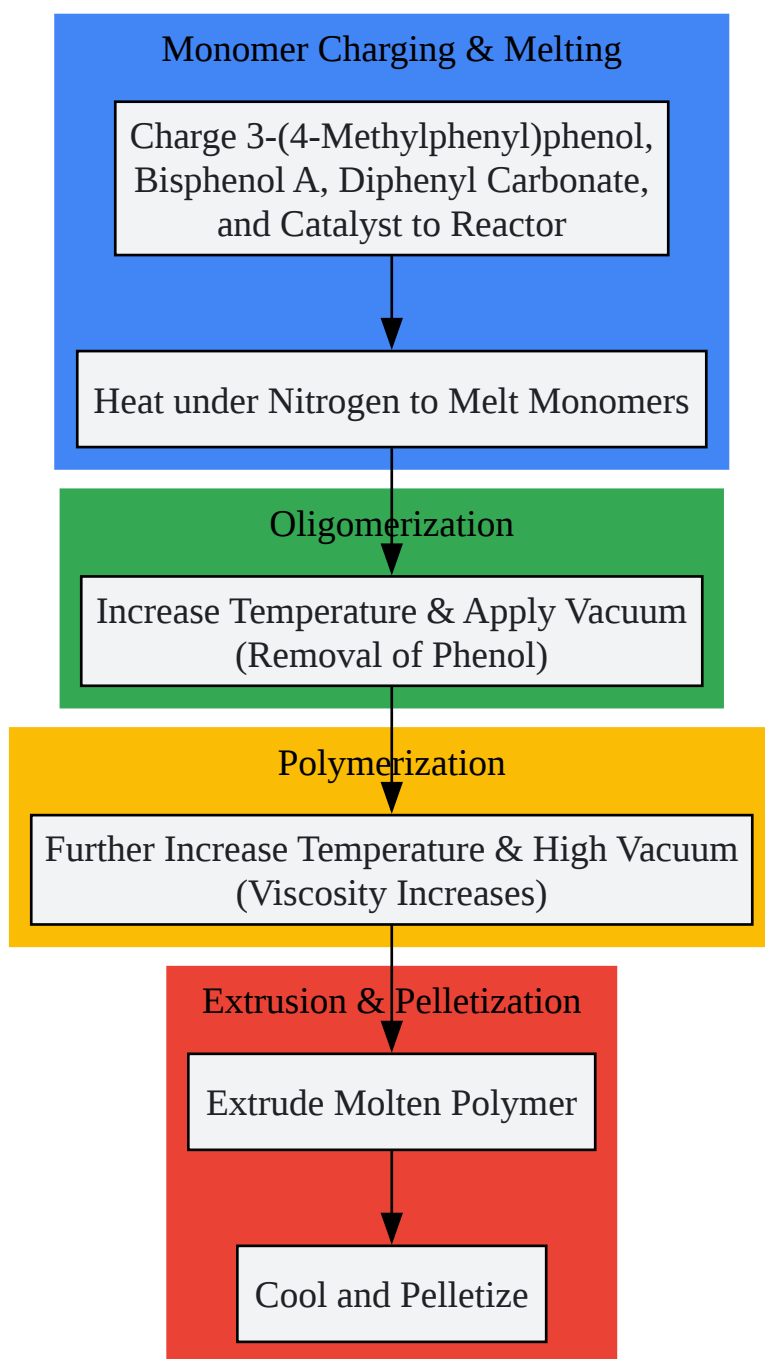 Monomer Charging & Melting
Charge 3-(4-Methylphenyl)phenol,
Bisphenol A, Diphenyl Carbonate,
and Catalyst to Reactor
Heat under Nitrogen to Melt Monomers
Oligomerization
Increase Temperature & Apply Vacuum
(Removal of Phenol)
Polymerization
Further Increase Temperature & High Vacuum
(Viscosity Increases)
Extrusion & Pelletization
Extrude Molten Polymer
Cool and Pelletize